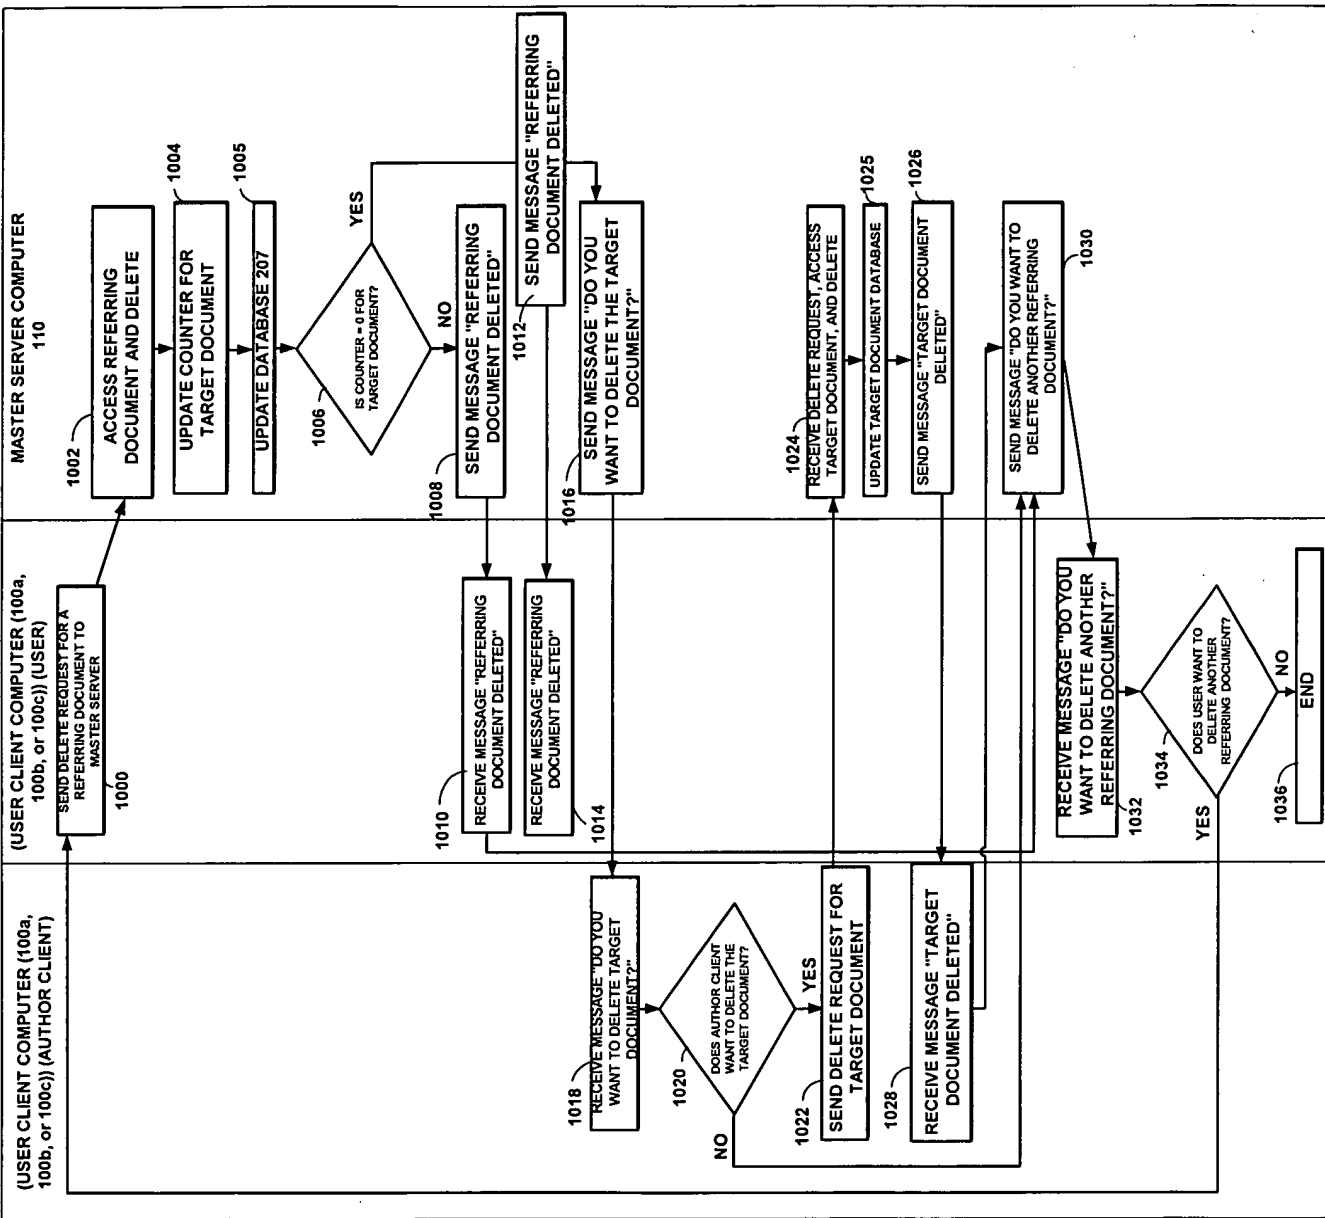 (USER CLIENT COMPUTER (100a,
100b, or 100c)) (AUTHOR CLIENT)
(USER CLIENT COMPUTER (100a,
100b, or 100c)) (USER)
MASTER SERVER COMPUTER
110
SEND DELETE REQUEST FOR A
REFERRING DOCUMENT TO
MASTER SERVER
1000
1002
ACCESS REFERRING
DOCUMENT AND DELETE
1004
UPDATE COUNTER FOR
TARGET DOCUMENT
1005
UPDATE DATABASE 207
1006
IS COUNTER = 0 FOR
TARGET DOCUMENT?
YES
NO
1008
SEND MESSAGE "REFERRING
DOCUMENT DELETED"
1010
RECEIVE MESSAGE "REFERRING
DOCUMENT DELETED"
1012
SEND MESSAGE "REFERRING
DOCUMENT DELETED"
1014
RECEIVE MESSAGE "REFERRING
DOCUMENT DELETED"
1016
SEND MESSAGE "DO YOU
WANT TO DELETE THE TARGET
DOCUMENT?"
1018
RECEIVE MESSAGE "DO YOU
WANT TO DELETE TARGET
DOCUMENT?"
1020
DOES AUTHOR CLIENT
WANT TO DELETE THE
TARGET DOCUMENT?
NO
YES
1022
SEND DELETE REQUEST FOR
TARGET DOCUMENT
1024
RECEIVE DELETE REQUEST, ACCESS
TARGET DOCUMENT, AND DELETE
1025
UPDATE TARGET DOCUMENT DATABASE
1026
SEND MESSAGE "TARGET DOCUMENT
DELETED"
1028
RECEIVE MESSAGE "TARGET
DOCUMENT DELETED"
1030
SEND MESSAGE "DO YOU WANT TO
DELETE ANOTHER REFERRING
DOCUMENT?"
1032
RECEIVE MESSAGE "DO YOU
WANT TO DELETE ANOTHER
REFERRING DOCUMENT?"
1034
DOES USER WANT TO
DELETE ANOTHER
REFERRING DOCUMENT?
YES
NO
1036
END